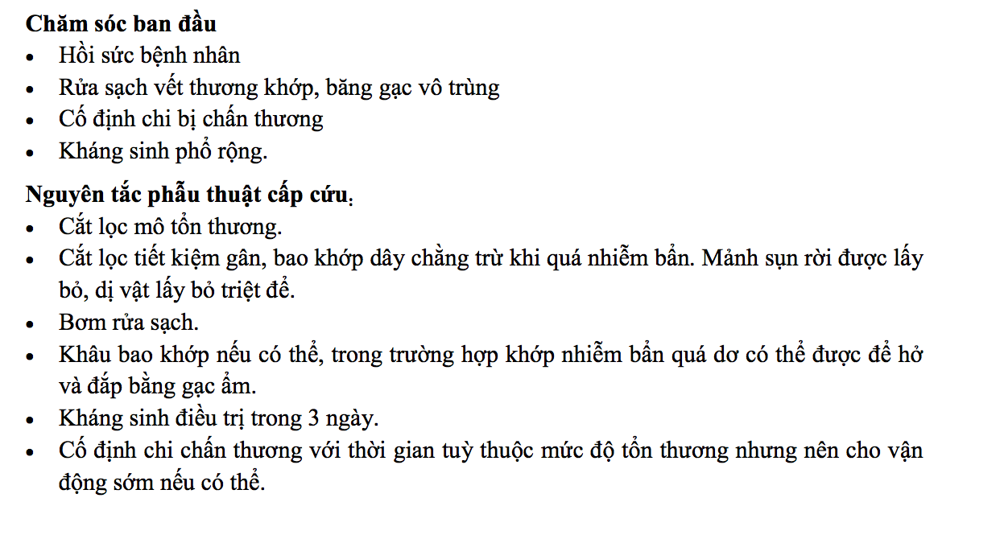 Chăm sóc ban đầu
• Hồi sức bệnh nhân
• Rửa sạch vết thương khớp, băng gạc vô trùng
• Cố định chi bị chấn thương
• Kháng sinh phổ rộng.
Nguyên tắc phẫu thuật cấp cứu:
• Cắt lọc mô tổn thương.
• Cắt lọc tiết kiệm gân, bao khớp dây chằng trừ khi quá nhiễm bẩn. Mảnh sụn rời được lấy
bỏ, dị vật lấy bỏ triệt để.
• Bơm rửa sạch.
• Khâu bao khớp nếu có thể, trong trường hợp khớp nhiễm bẩn quá dơ có thể được để hở
và đắp bằng gạc ẩm.
• Kháng sinh điều trị trong 3 ngày.
• Cố định chi chấn thương với thời gian tuỳ thuộc mức độ tổn thương nhưng nên cho vận
động sớm nếu có thể.